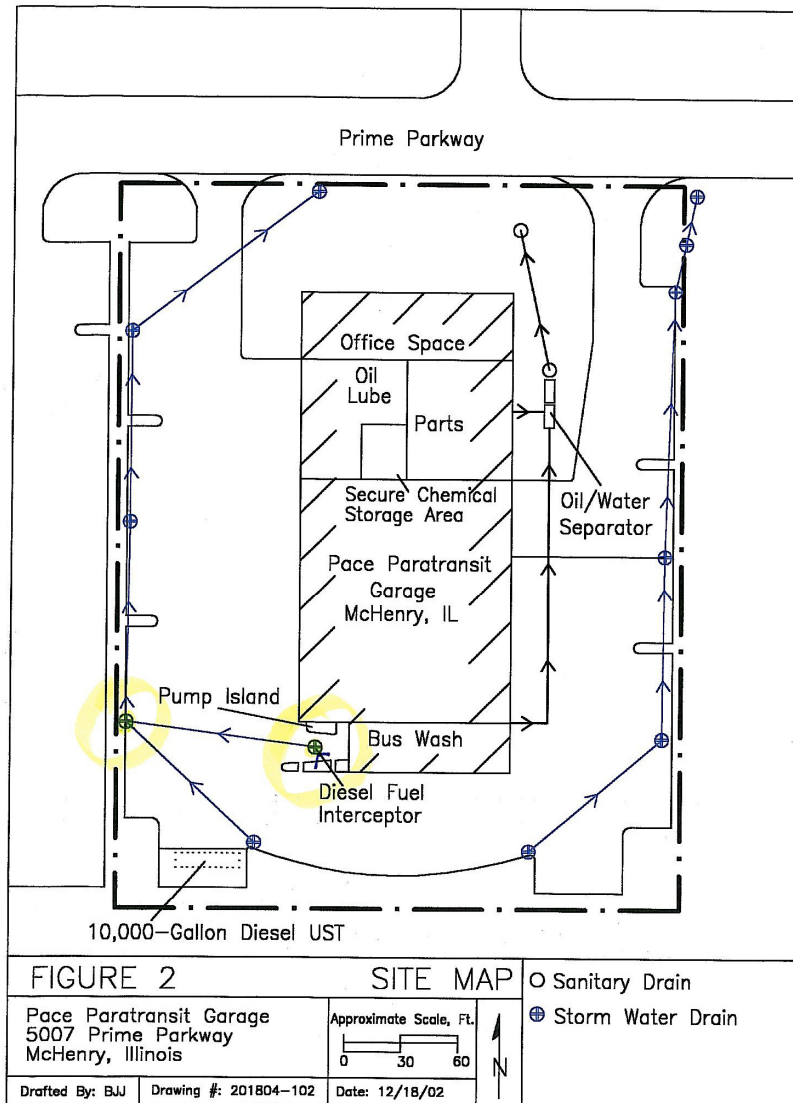 Prime Parkway
Office Space
Oil
Lube
Parts
Secure Chemical
Storage Area
Oil/Water
Separator
Pace Paratransit
Garage
McHenry, IL
Pump Island
Bus Wash
Diesel Fuel
Interceptor
10,000-Gallon Diesel UST
FIGURE 2 SITE MAP
Sanitary Drain
Storm Water Drain
Pace Paratransit Garage
5007 Prime Parkway
McHenry, Illinois
Approximate Scale, Ft.
0 30 60
N
Drafted By: BJJ Drawing #: 201804-102 Date: 12/18/02